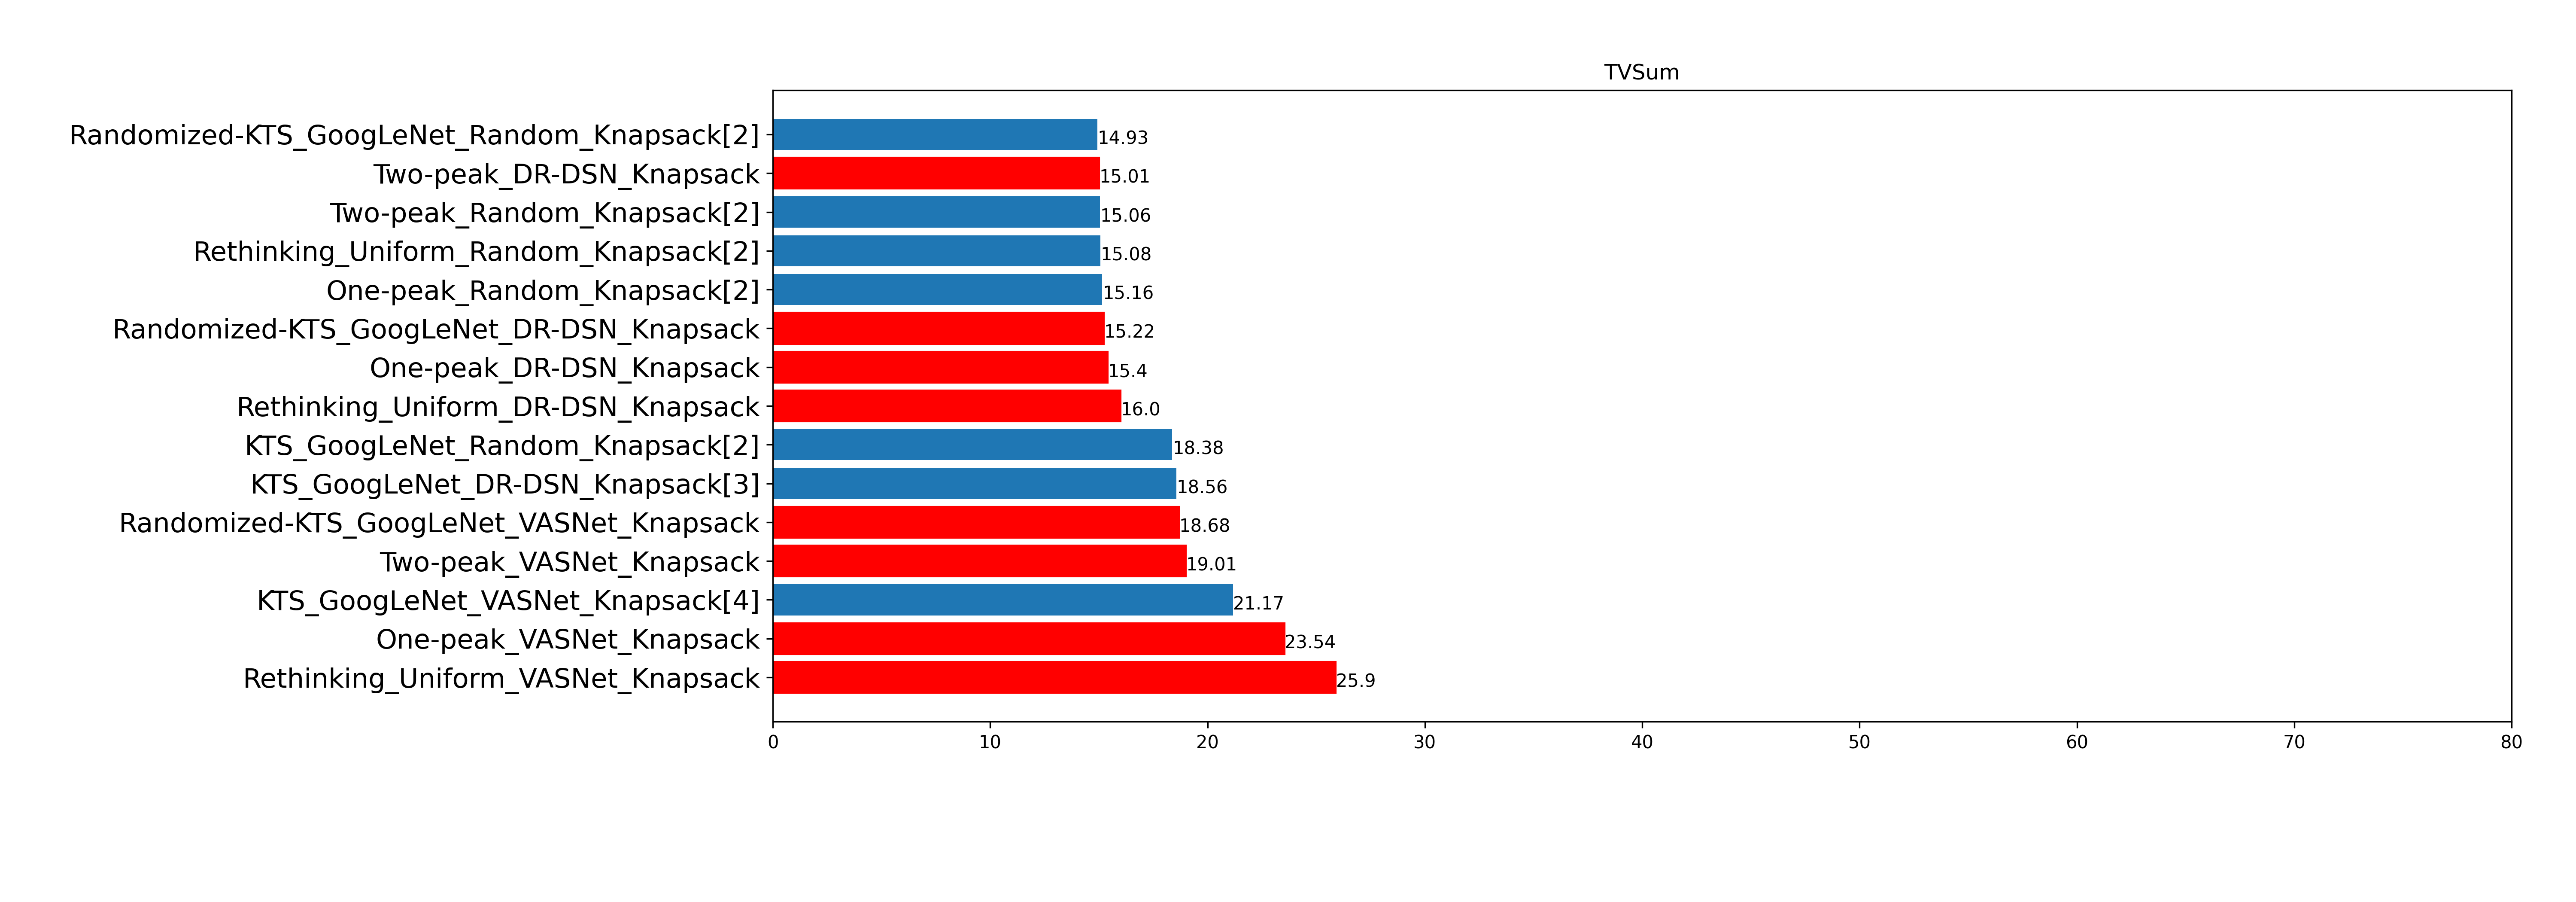 TVSum
Randomized-KTS_GoogLeNet_Random_Knapsack[2] 14.93
Two-peak_DR-DSN_Knapsack 15.01
Two-peak_Random_Knapsack[2] 15.06
Rethinking_Uniform_Random_Knapsack[2] 15.08
One-peak_Random_Knapsack[2] 15.16
Randomized-KTS_GoogLeNet_DR-DSN_Knapsack 15.22
One-peak_DR-DSN_Knapsack 15.4
Rethinking_Uniform_DR-DSN_Knapsack 16.0
KTS_GoogLeNet_Random_Knapsack[2] 18.38
KTS_GoogLeNet_DR-DSN_Knapsack[3] 18.56
Randomized-KTS_GoogLeNet_VASNet_Knapsack 18.68
Two-peak_VASNet_Knapsack 19.01
KTS_GoogLeNet_VASNet_Knapsack[4] 21.17
One-peak_VASNet_Knapsack 23.54
Rethinking_Uniform_VASNet_Knapsack 25.9
0 10 20 30 40 50 60 70 80